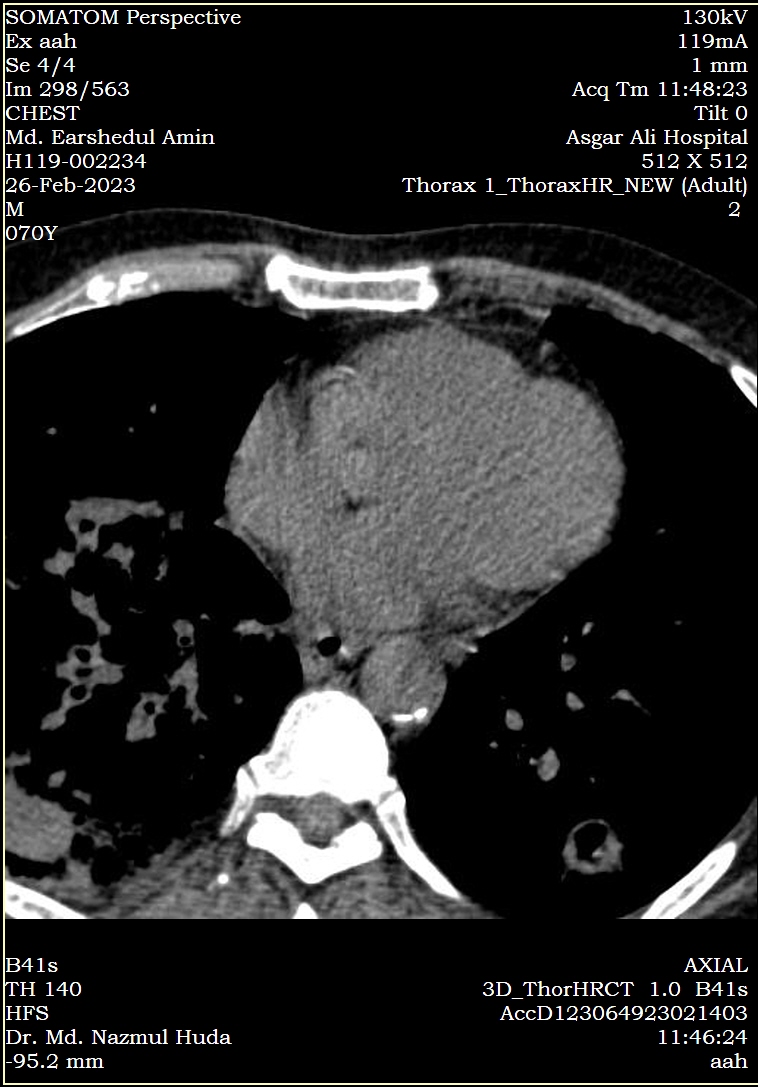 SOMATOM Perspective
130kV
Ex aah
119mA
Se 4/4
1 mm
Im 298/563
Acq Tm 11:48:23
CHEST
Tilt 0
Md. Earshedul Amin
Asgar Ali Hospital
H119-002234
512 X 512
26-Feb-2023
Thorax 1_ThoraxHR_NEW (Adult)
M
2
070Y
B41s
AXIAL
TH 140
3D_ThorHRCT 1.0 B41s
HFS
AccD123064923021403
Dr. Md. Nazmul Huda
11:46:24
-95.2 mm
aah